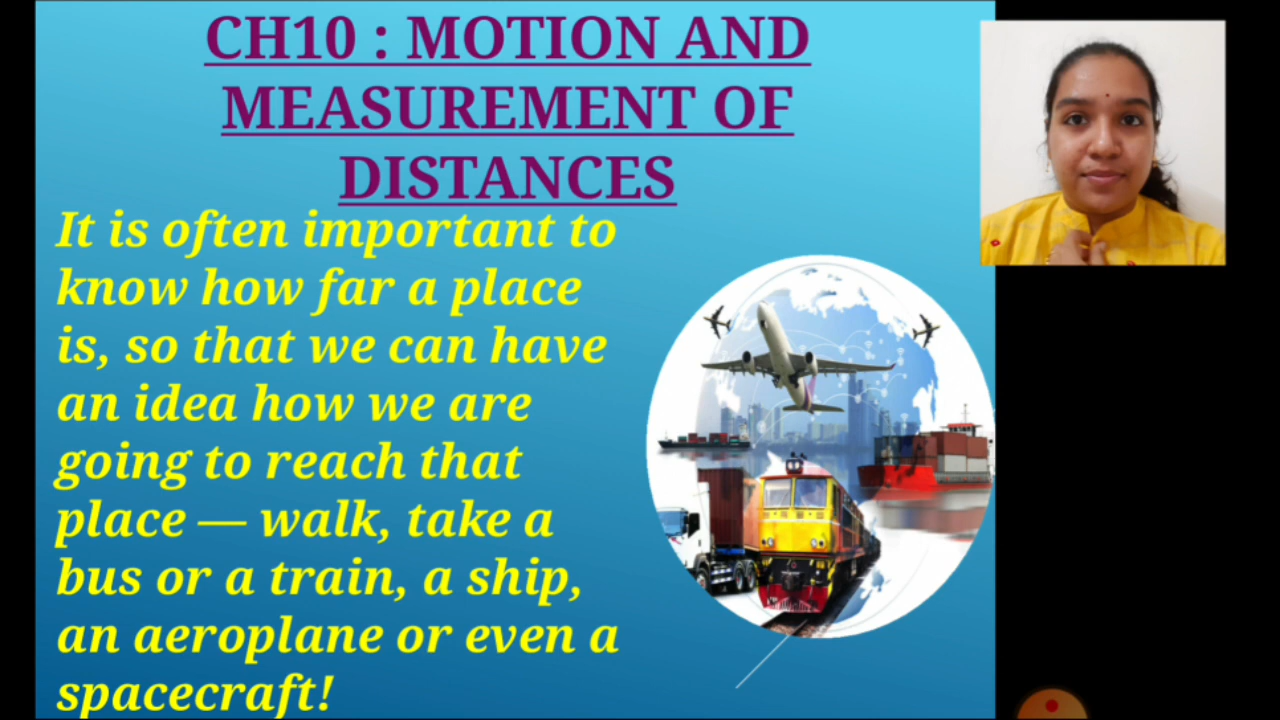 CH10 : MOTION AND
MEASUREMENT OF
DISTANCES
It is often important to
know how far a place
is, so that we can have
an idea how we are
going to reach that
place — walk, take a
bus or a train, a ship,
an aeroplane or even a
spacecraft!